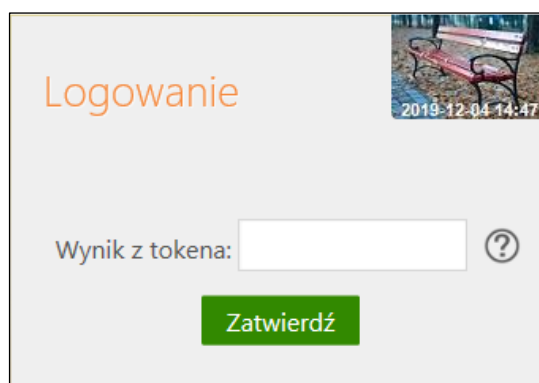 Logowanie
2019-12-04 14:47
Wynik z tokena:
?
Zatwierdź